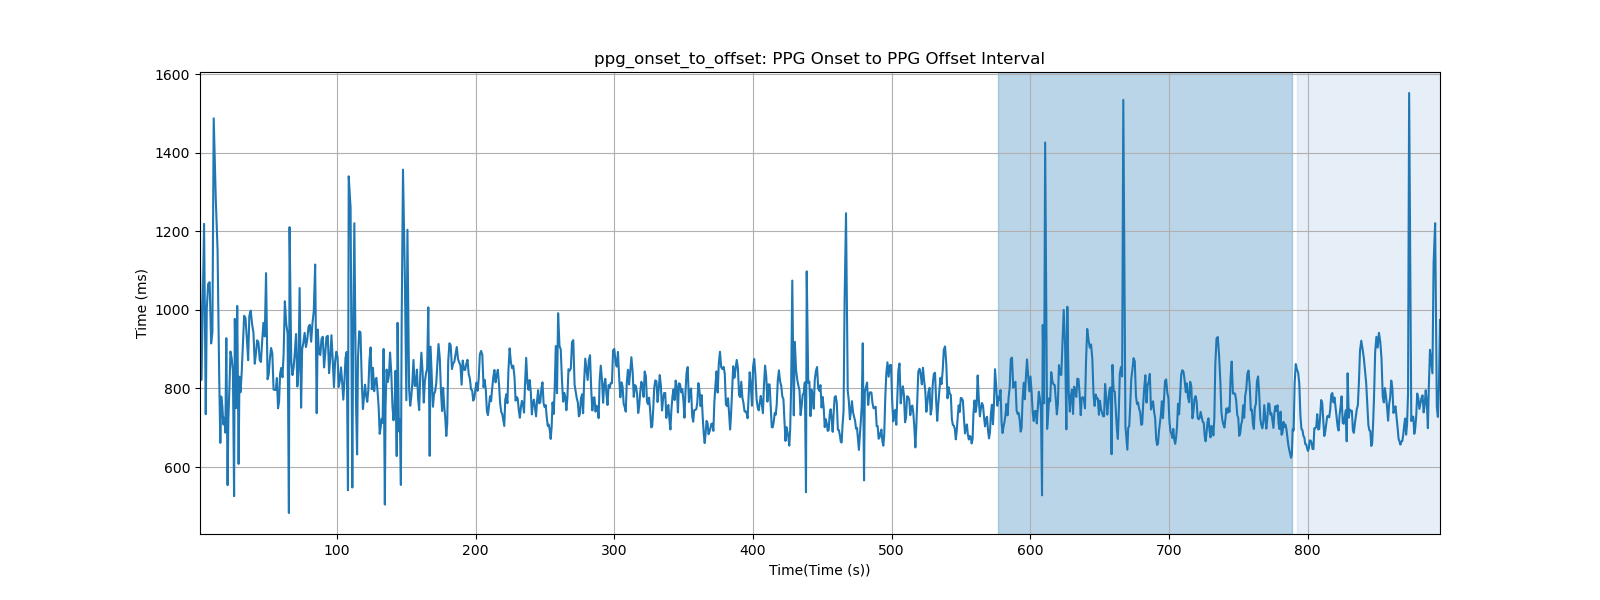 ppg_onset_to_offset: PPG Onset to PPG Offset Interval
1600
1400
1200
1000
800
600
Time (ms)
100 200 300 400 500 600 700 800
Time(Time (s))